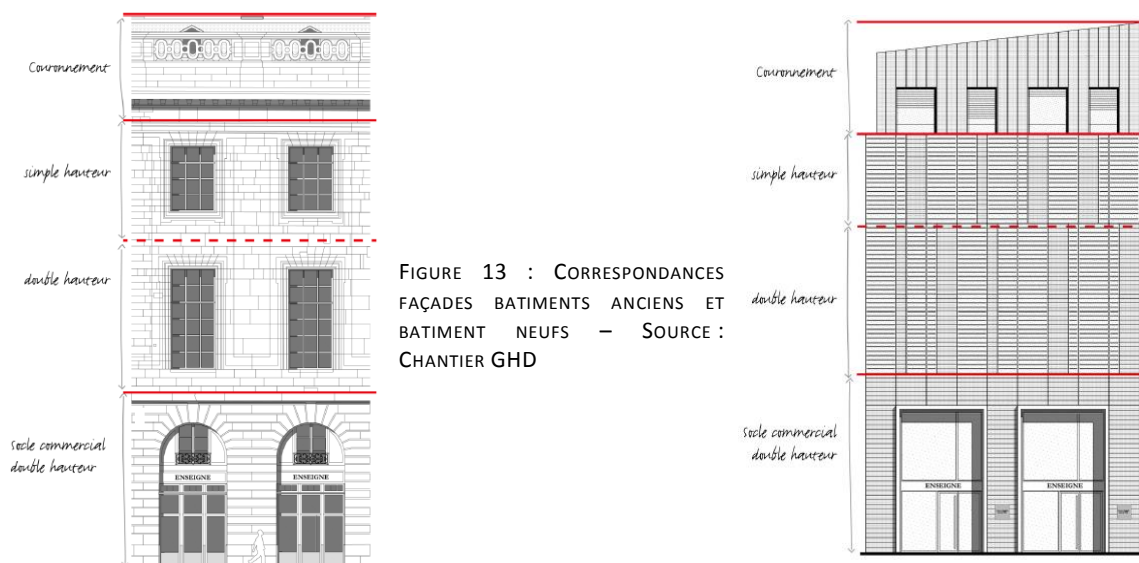 Couronnement
simple hauteur
double hauteur
socle commercial
double hauteur
ENSEIGNE
ENSEIGNE
FIGURE 13 : CORRESPONDANCES
FAÇADES BATIMENTS ANCIENS ET
BATIMENT NEUFS – SOURCE :
CHANTIER GHD
Couronnement
simple hauteur
double hauteur
socle commercial
double hauteur
ENSEIGNE
ENSEIGNE